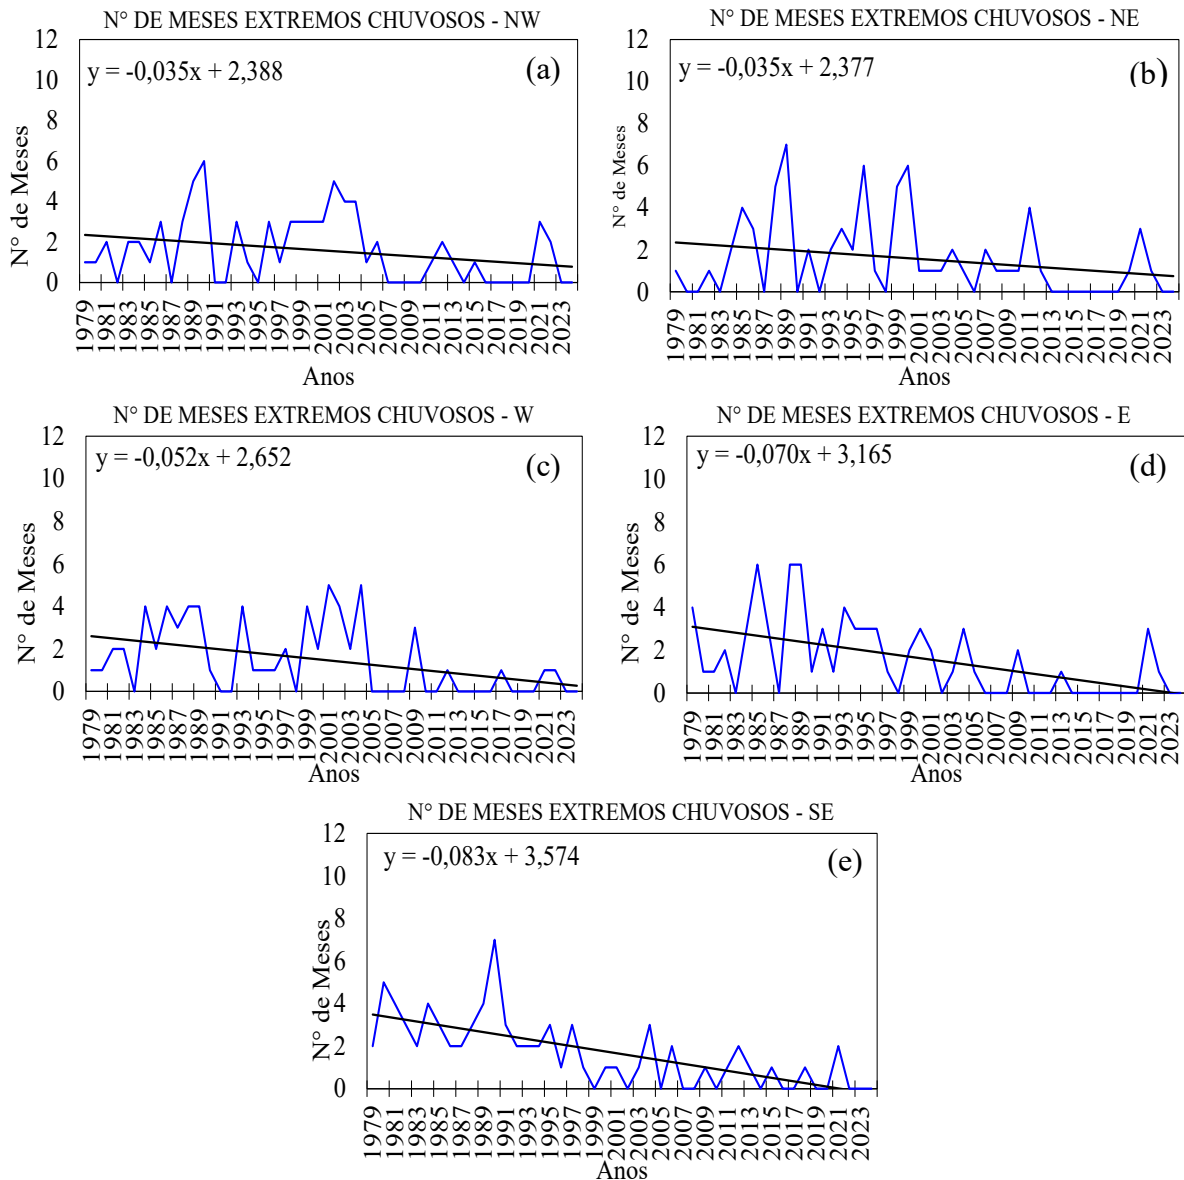 N° DE MESES EXTREMOS CHUVOSOS - NW
y = -0,035x + 2,388
(a)
N° de Meses
12
10
8
6
4
2
0
1979 1981 1983 1985 1987 1989 1991 1993 1995 1997 1999 2001 2003 2005 2007 2009 2011 2013 2015 2017 2019 2021 2023
Anos
N° DE MESES EXTREMOS CHUVOSOS - NE
y = -0,035x + 2,377
(b)
N° de Meses
12
10
8
6
4
2
0
1979 1981 1983 1985 1987 1989 1991 1993 1995 1997 1999 2001 2003 2005 2007 2009 2011 2013 2015 2017 2019 2021 2023
Anos
N° DE MESES EXTREMOS CHUVOSOS - W
y = -0,052x + 2,652
(c)
N° de Meses
12
10
8
6
4
2
0
1979 1981 1983 1985 1987 1989 1991 1993 1995 1997 1999 2001 2003 2005 2007 2009 2011 2013 2015 2017 2019 2021 2023
Anos
N° DE MESES EXTREMOS CHUVOSOS - E
y = -0,070x + 3,165
(d)
N° de Meses
12
10
8
6
4
2
0
1979 1981 1983 1985 1987 1989 1991 1993 1995 1997 1999 2001 2003 2005 2007 2009 2011 2013 2015 2017 2019 2021 2023
Anos
N° DE MESES EXTREMOS CHUVOSOS - SE
y = -0,083x + 3,574
(e)
N° de Meses
12
10
8
6
4
2
0
1979 1981 1983 1985 1987 1989 1991 1993 1995 1997 1999 2001 2003 2005 2007 2009 2011 2013 2015 2017 2019 2021 2023
Anos